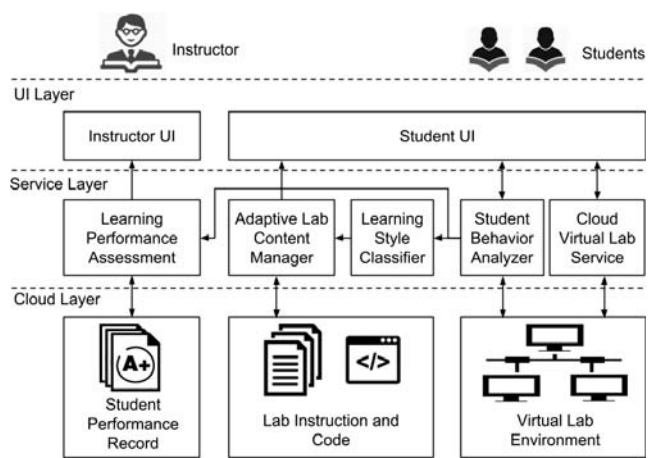 Instructor
Students
UI Layer
Instructor UI
Student UI
Service Layer
Learning
Performance
Assessment
Adaptive Lab
Content
Manager
Learning
Style
Classifier
Student
Behavior
Analyzer
Cloud
Virtual Lab
Service
Cloud Layer
A+
Student
Performance
Record
</>
Lab Instruction and
Code
Virtual Lab
Environment